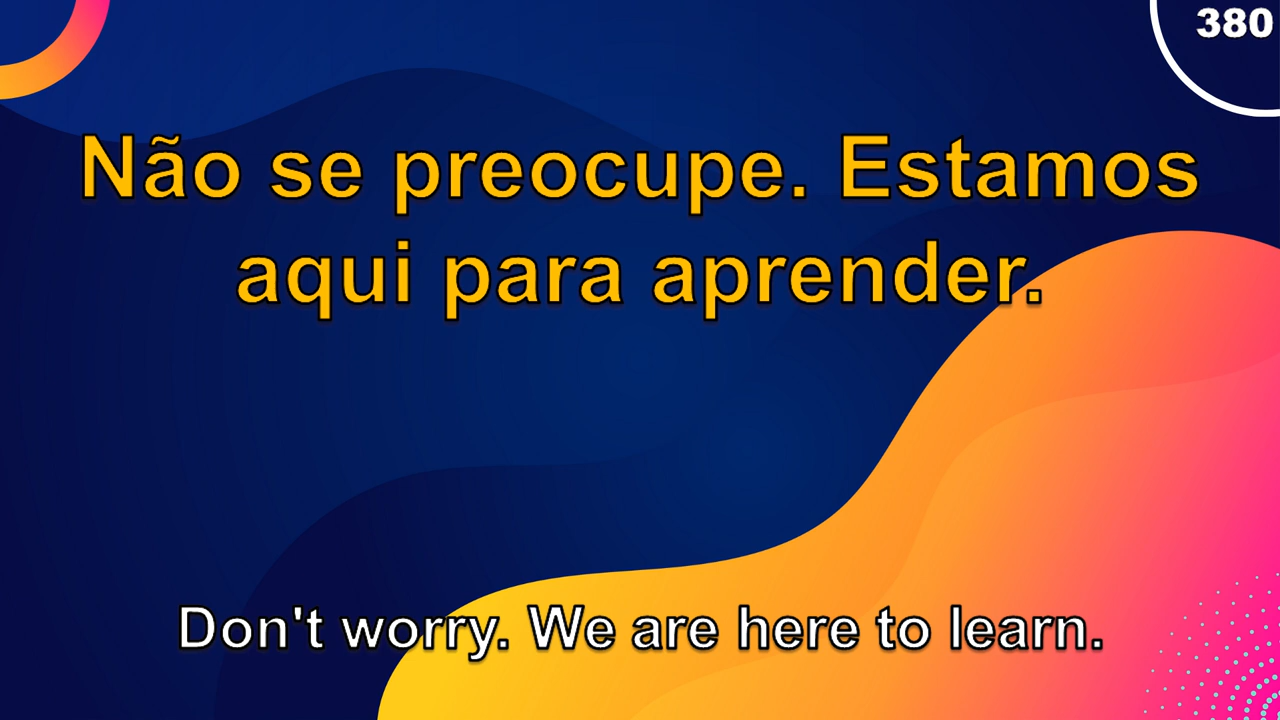 380
Não se preocupe. Estamos
aqui para aprender.
Don't worry. We are here to learn.